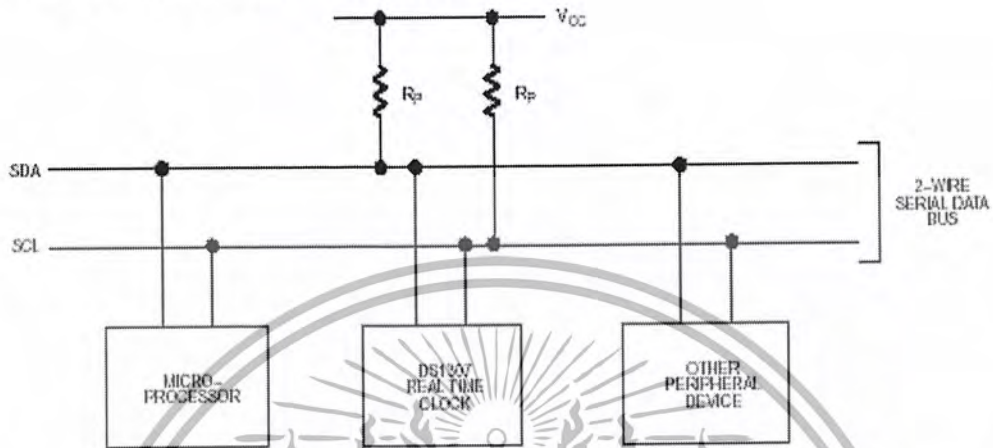 Vcc
Rp Rp
SDA
2-WIRE
SERIAL DATA
BUS
SCL
MICRO-
PROCESSOR
DS1307
REAL TIME
CLOCK
OTHER
PERIPHERAL
DEVICE